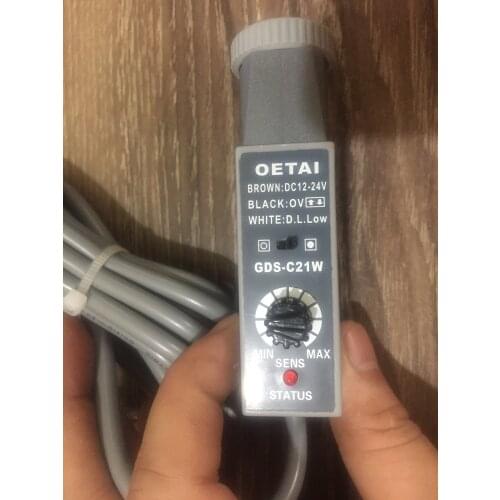 OETAI
BROWN:DC12-24V
BLACK:OV
WHITE:D.L.Low
GDS-C21W
MIN MAX
SENS
STATUS